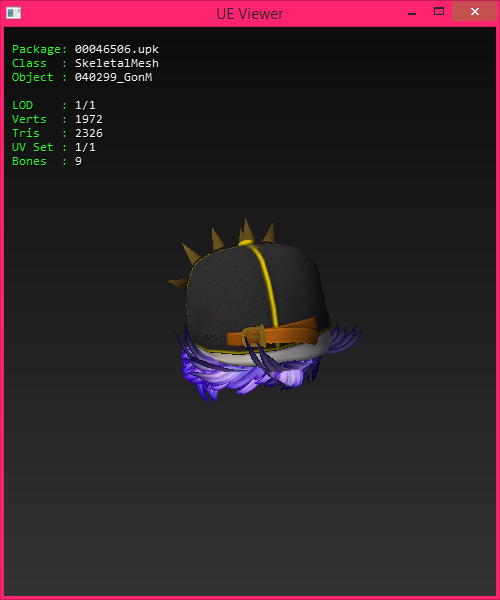 UE Viewer
Package: 00046506.upk
Class : SkeletalMesh
Object : 040299_GonM
LOD : 1/1
Verts : 1972
Tris : 2326
UV Set : 1/1
Bones : 9